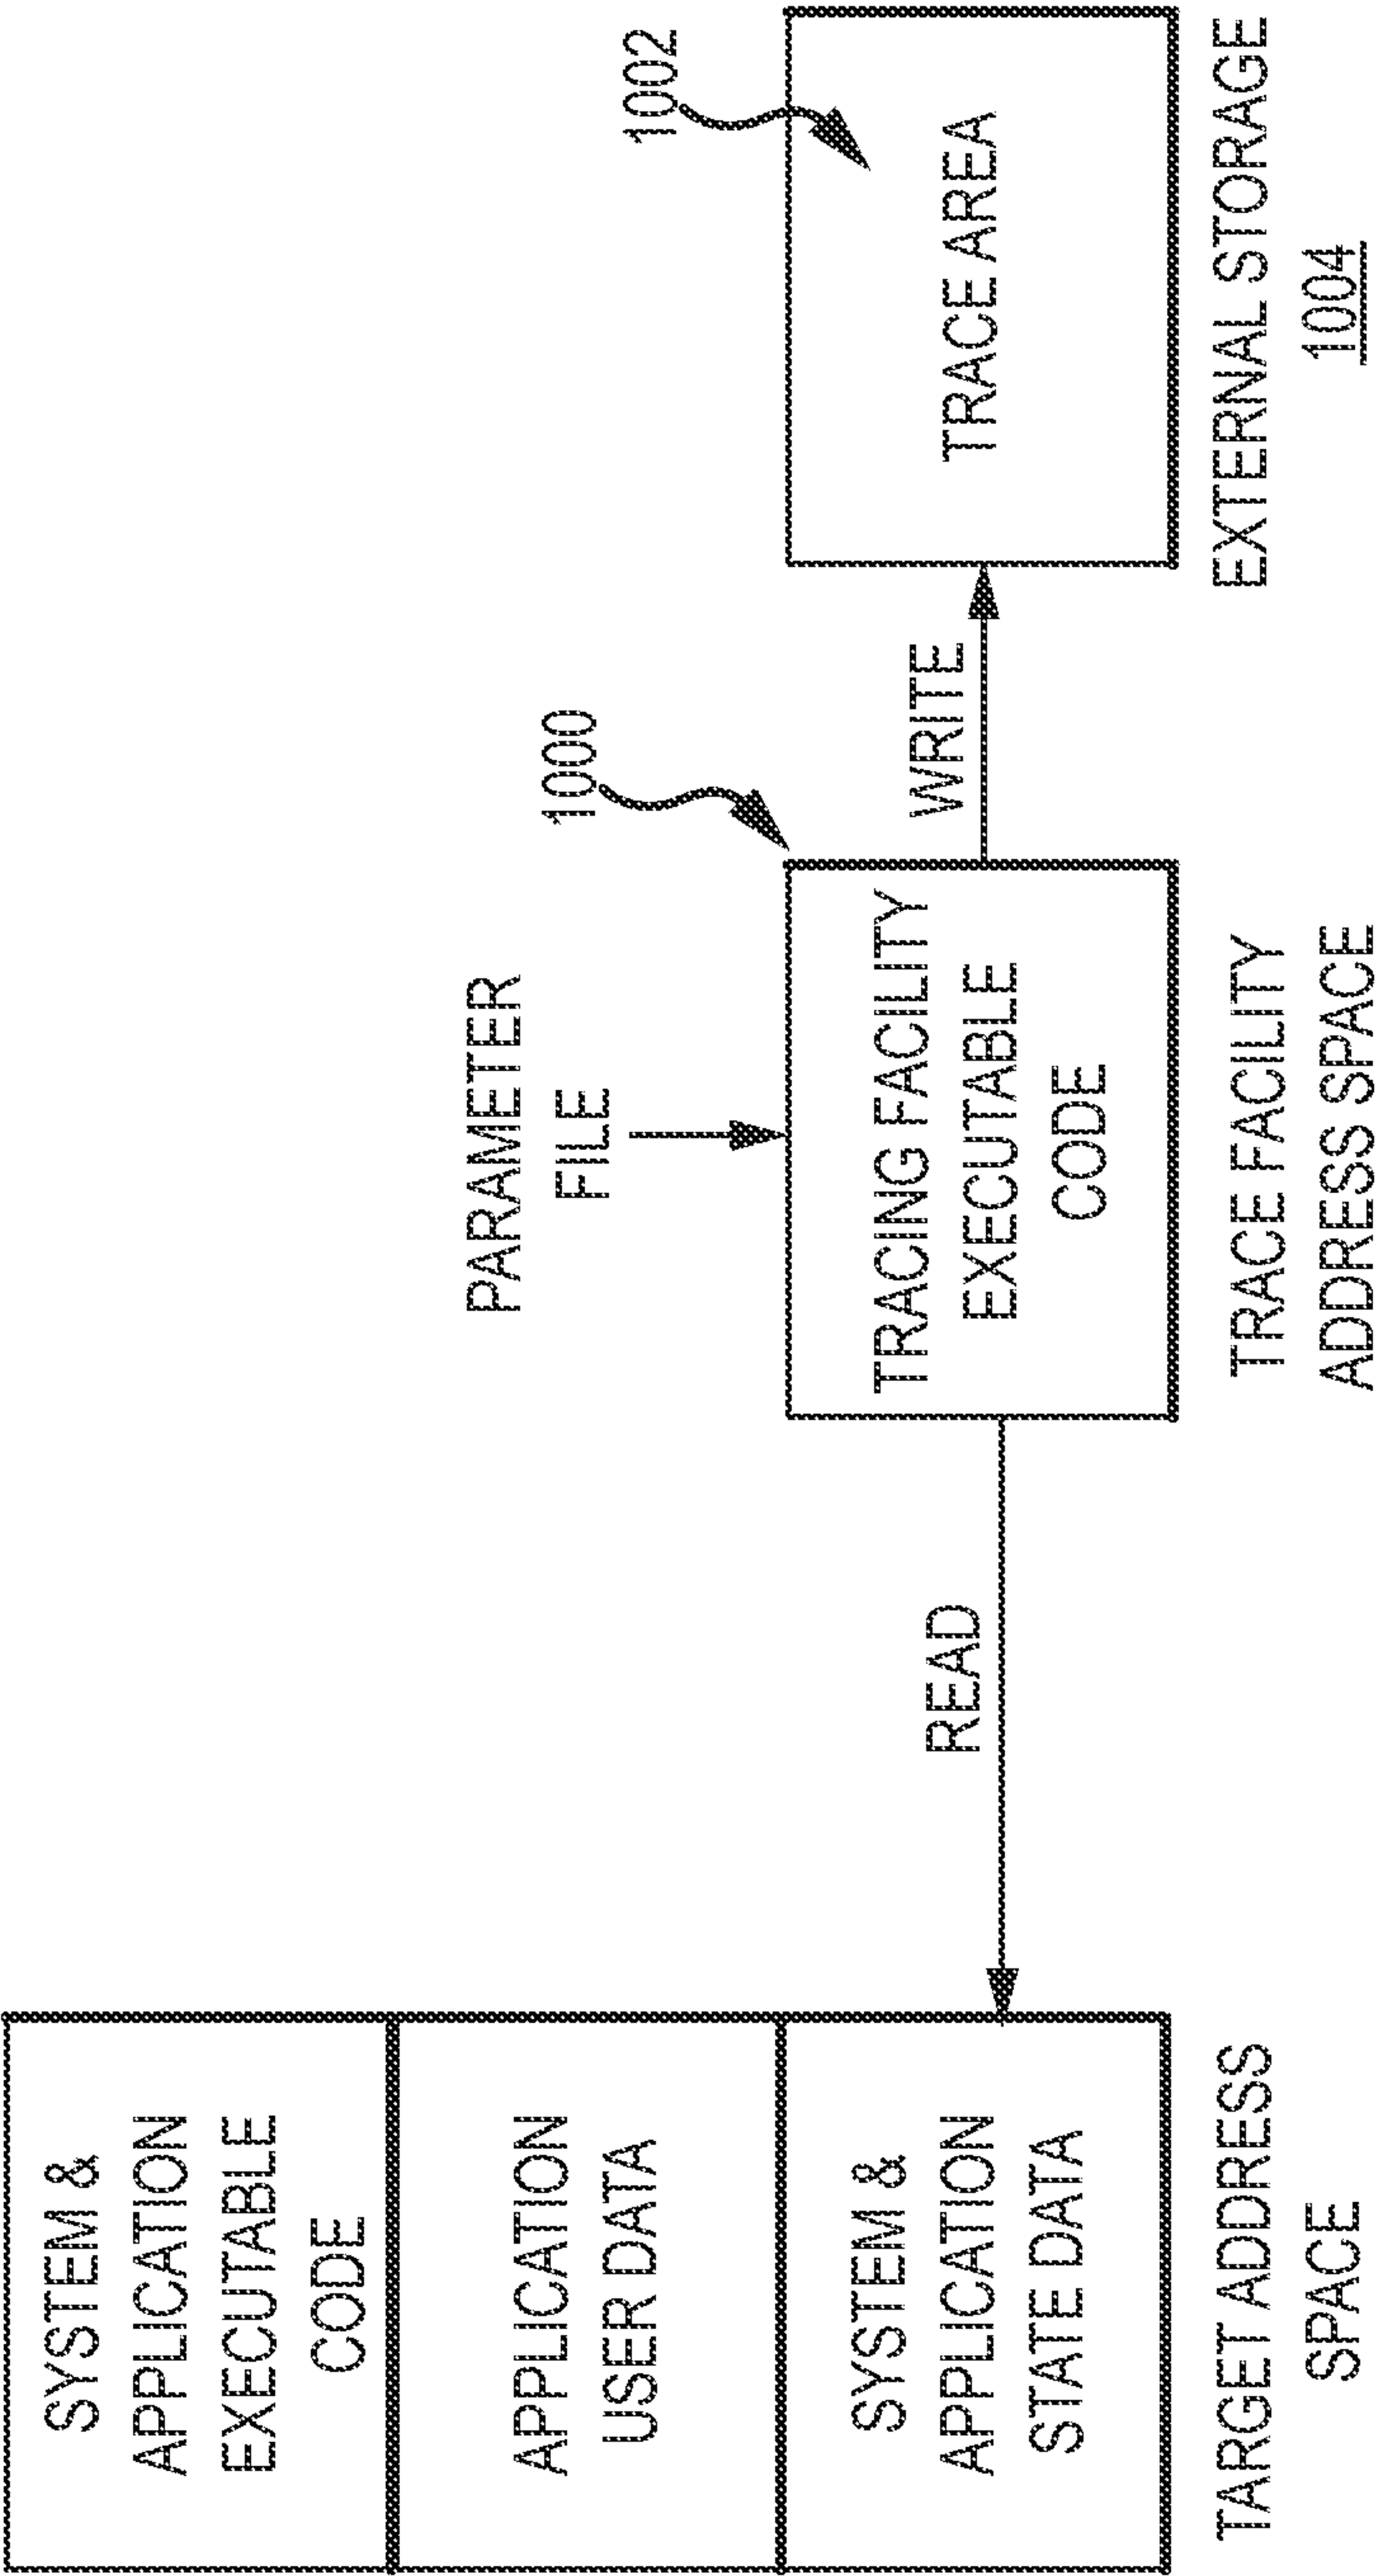 SYSTEM &
APPLICATION
EXECUTABLE
CODE
APPLICATION
USER DATA
SYSTEM &
APPLICATION
STATE DATA
TARGET ADDRESS
SPACE
READ
PARAMETER
FILE
1000
TRACING FACILITY
EXECUTABLE
CODE
TRACE FACILITY
ADDRESS SPACE
WRITE
1002
TRACE AREA
EXTERNAL STORAGE
1004